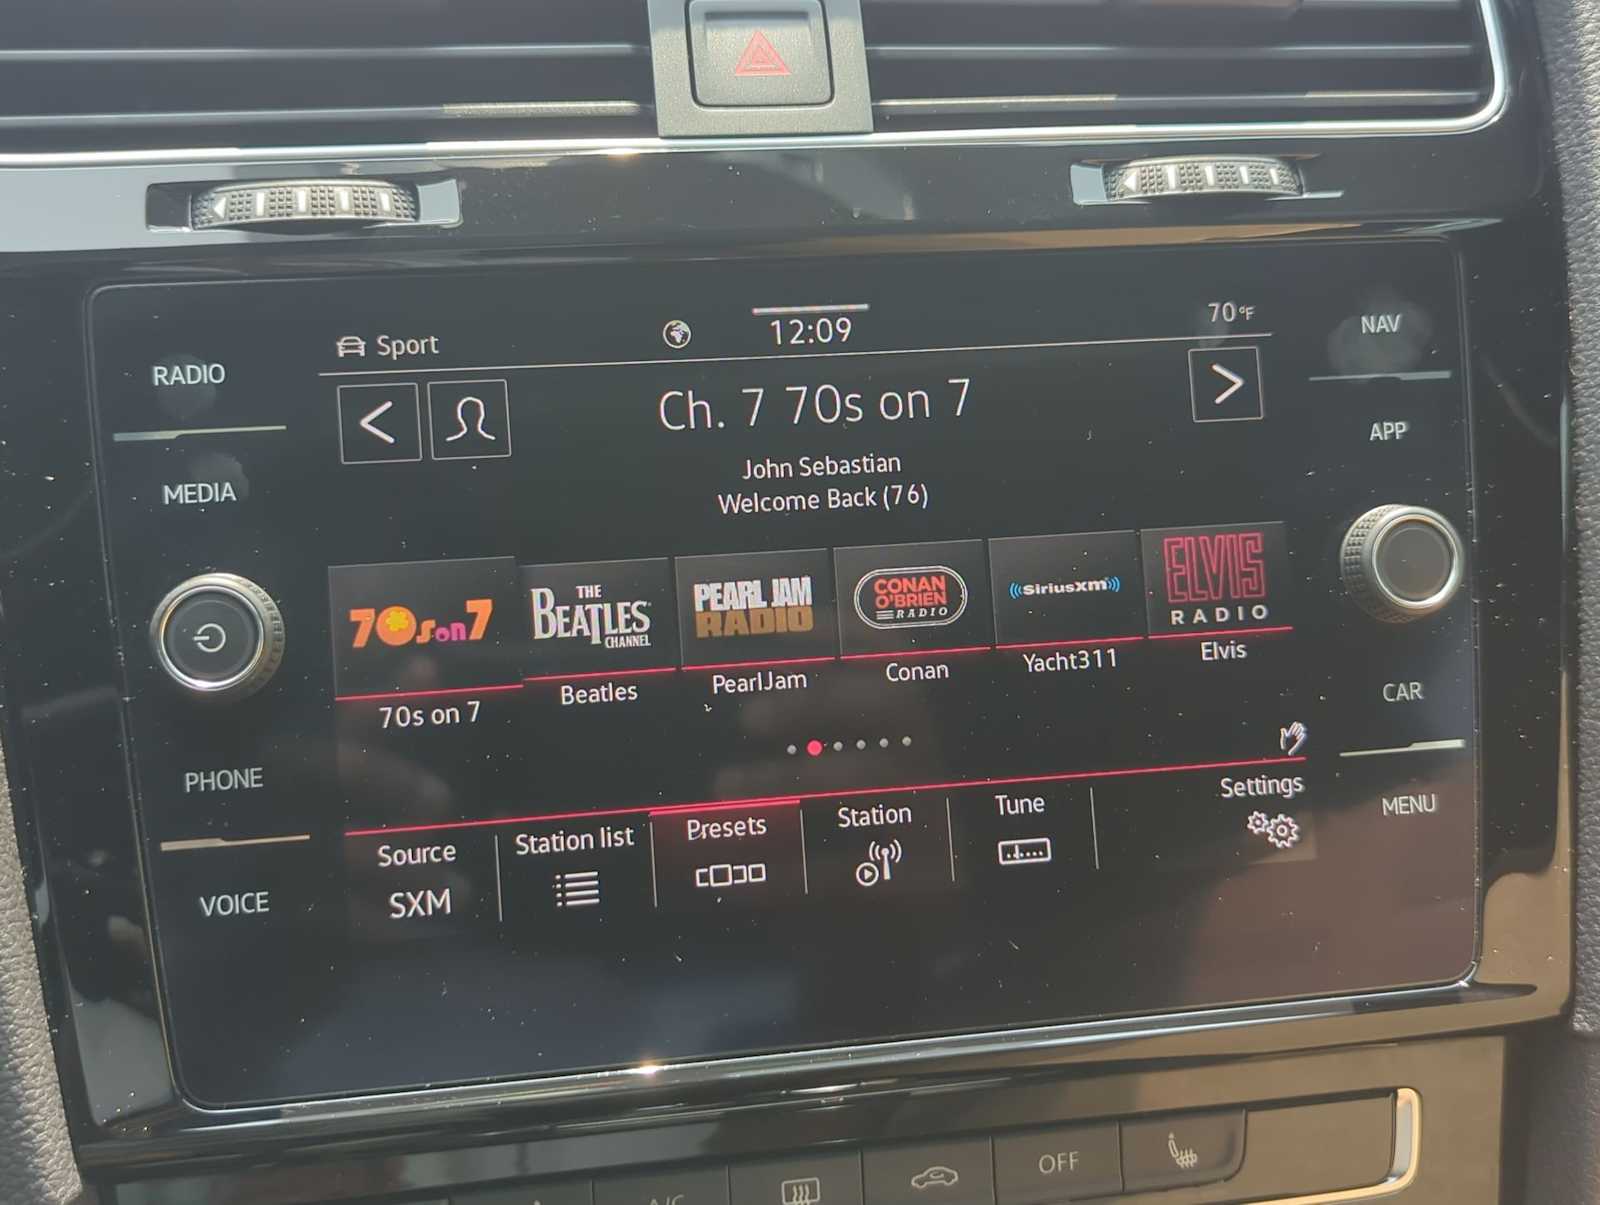 Sport
12:09
70°F
RADIO
NAV
Ch. 7 70s on 7
APP
John Sebastian
MEDIA
Welcome Back (76)
70s on 7
THE BEATLES CHANNEL
PEARL JAM RADIO
CONAN O'BRIEN RADIO
((SiriusXM))
ELVIS RADIO
70s on 7
Beatles
PearlJam
Conan
Yacht311
Elvis
CAR
PHONE
Settings
MENU
Source
SXM
Station list
Presets
Station
Tune
VOICE
A/C
OFF